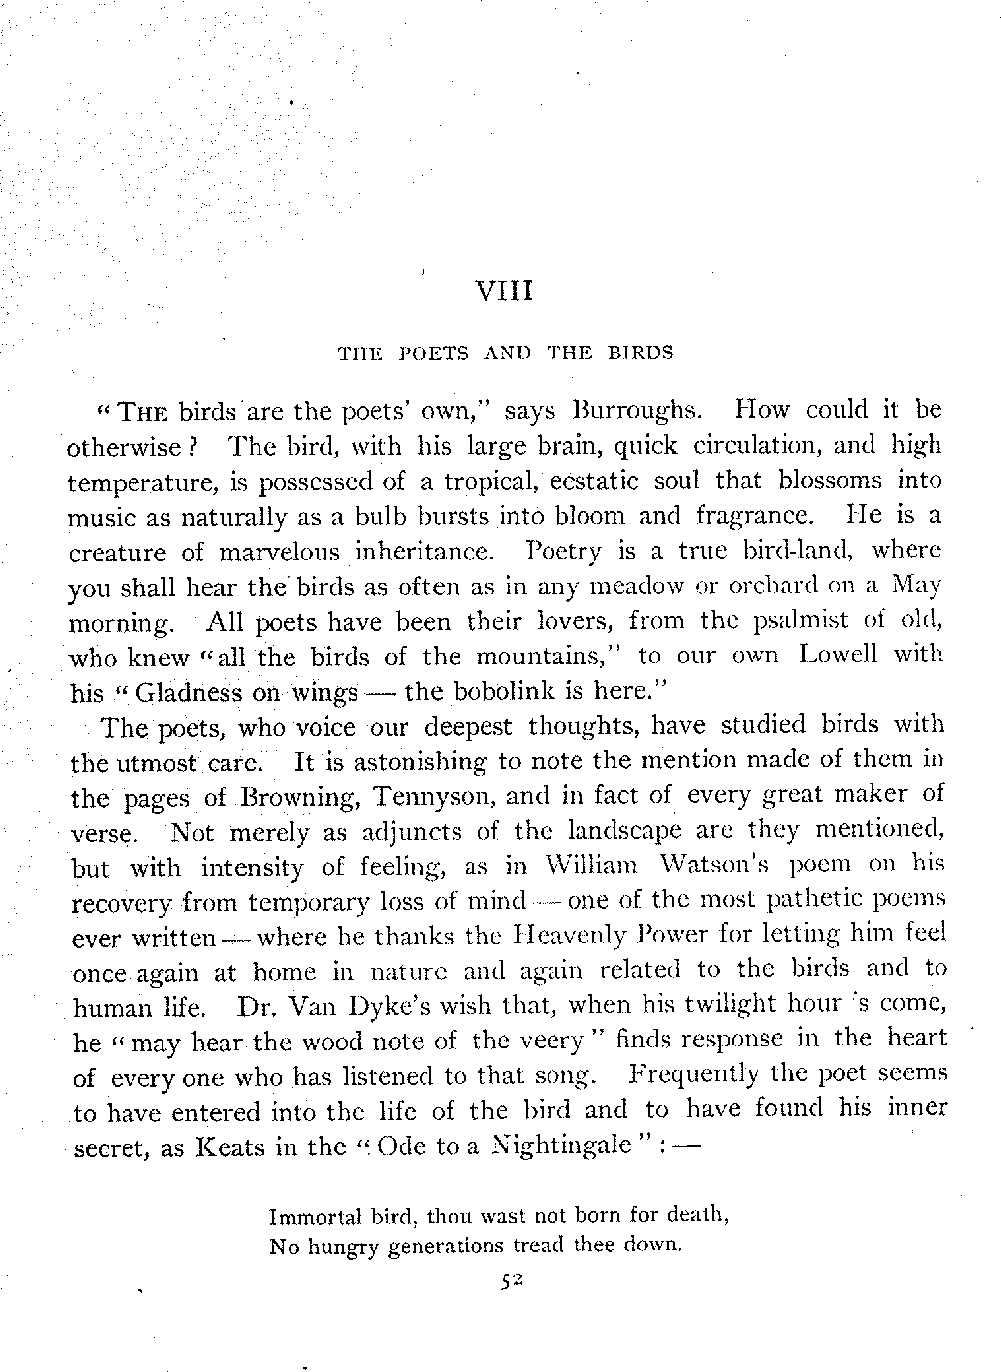 VIII
THE POETS AND THE BIRDS
" THE birds are the poets' own," says Burroughs. How could it be
otherwise ? The bird, with his large brain, quick circulation, and high
temperature, is possessed of a tropical, ecstatic soul that blossoms into
music as naturally as a bulb bursts into bloom and fragrance. He is a
creature of marvelous inheritance. Poetry is a true bird-land, where
you shall hear the birds as often as in any meadow or orchard on a May
morning. All poets have been their lovers, from the psalmist of old,
who knew "all the birds of the mountains," to our own Lowell with
his " Gladness on wings — the bobolink is here."
The poets, who voice our deepest thoughts, have studied birds with
the utmost care. It is astonishing to note the mention made of them in
the pages of Browning, Tennyson, and in fact of every great maker of
verse. Not merely as adjuncts of the landscape are they mentioned,
but with intensity of feeling, as in William Watson's poem on his
recovery from temporary loss of mind — one of the most pathetic poems
ever written — where he thanks the Heavenly Power for letting him feel
once again at home in nature and again related to the birds and to
human life. Dr. Van Dyke's wish that, when his twilight hour 's come,
he " may hear the wood note of the veery " finds response in the heart
of every one who has listened to that song. Frequently the poet seems
to have entered into the life of the bird and to have found his inner
secret, as Keats in the " Ode to a Nightingale " : —
Immortal bird, thou wast not born for death,
No hungry generations tread thee down.
52